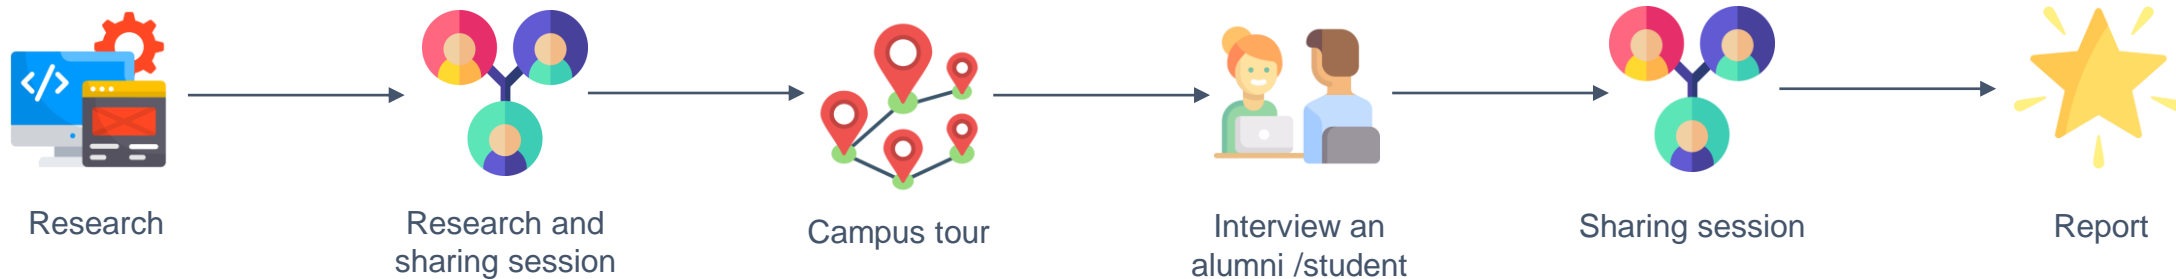 </>
Research
Research and
sharing session
Campus tour
Interview an
alumni /student
Sharing session
Report